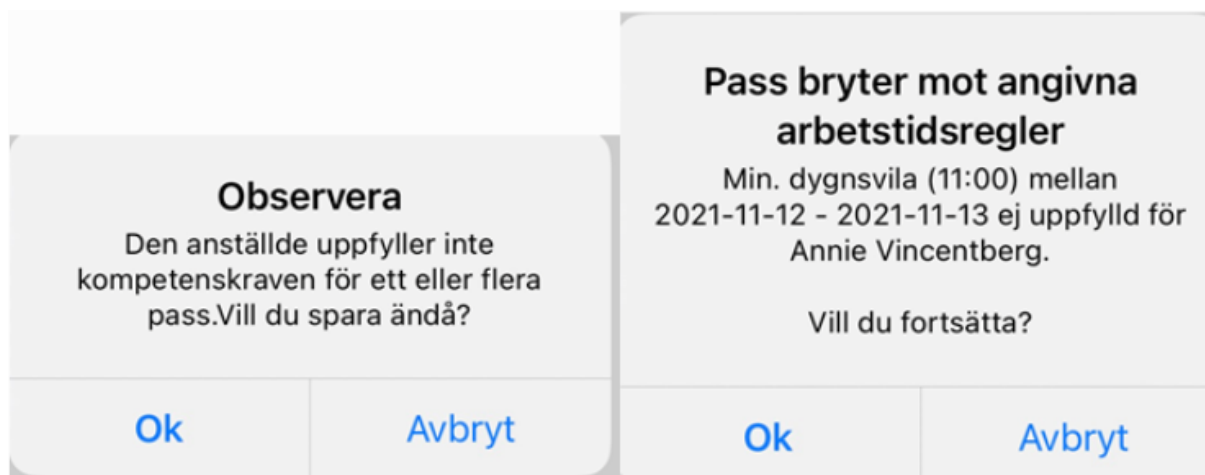 Observera
Den anställde uppfyller inte
kompetenskraven för ett eller flera
pass.Vill du spara ändå?
Ok
Avbryt
Pass bryter mot angivna
arbetstidsregler
Min. dygnsvila (11:00) mellan
2021-11-12 - 2021-11-13 ej uppfylld för
Annie Vincentberg.
Vill du fortsätta?
Ok
Avbryt